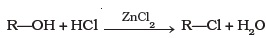 R—OH + HCl —ZnCl₂→ R—Cl + H₂O